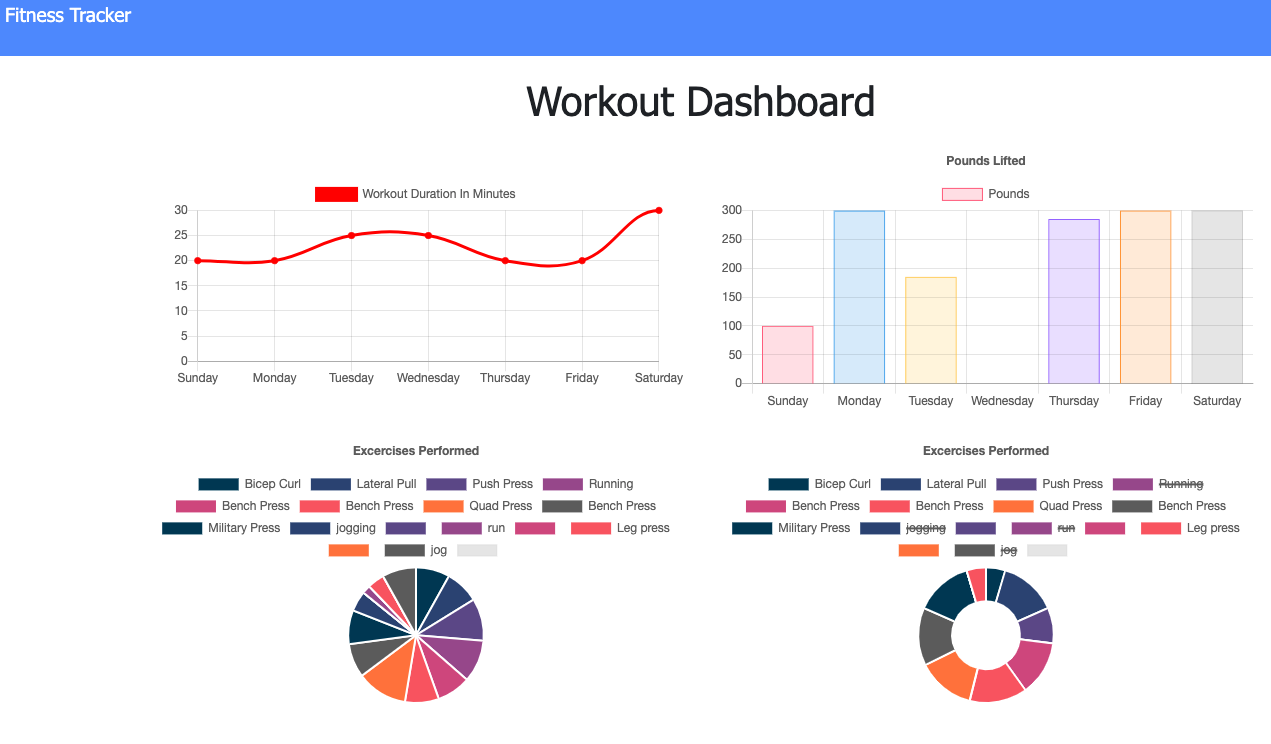 Fitness Tracker
Workout Dashboard
Workout Duration In Minutes
30
25
20
15
10
5
0
Sunday Monday Tuesday Wednesday Thursday Friday Saturday
Pounds Lifted
Pounds
300
250
200
150
100
50
0
Sunday Monday Tuesday Wednesday Thursday Friday Saturday
Excercises Performed
Bicep Curl Lateral Pull Push Press Running
Bench Press Bench Press Quad Press Bench Press
Military Press jogging run Leg press
jog
Excercises Performed
Bicep Curl Lateral Pull Push Press Running
Bench Press Bench Press Quad Press Bench Press
Military Press jogging run Leg press
jog